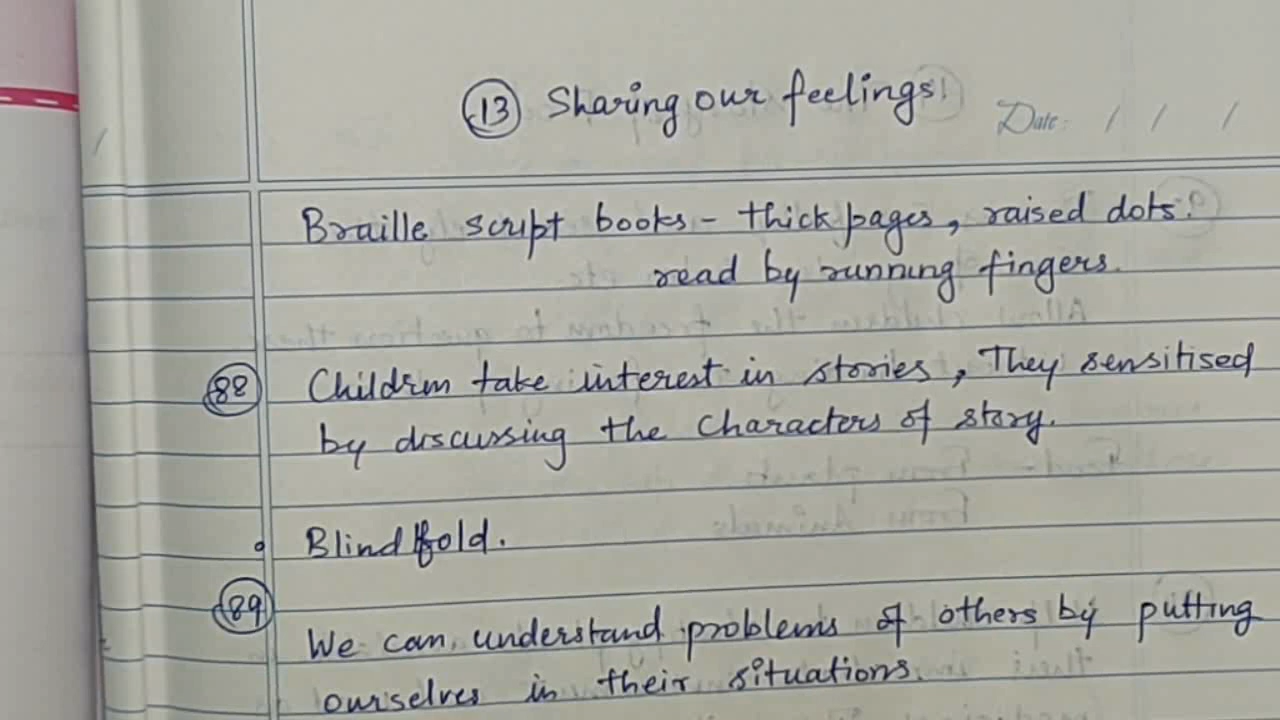 13 Sharing our feelings!
Date: / / /
Braille script books - thick pages, raised dots.
read by running fingers.
88 Children take interest in stories, They sensitised
by discussing the characters of story.
Blindfold.
89
We can understand problems of others by putting
ourselves in their situations.